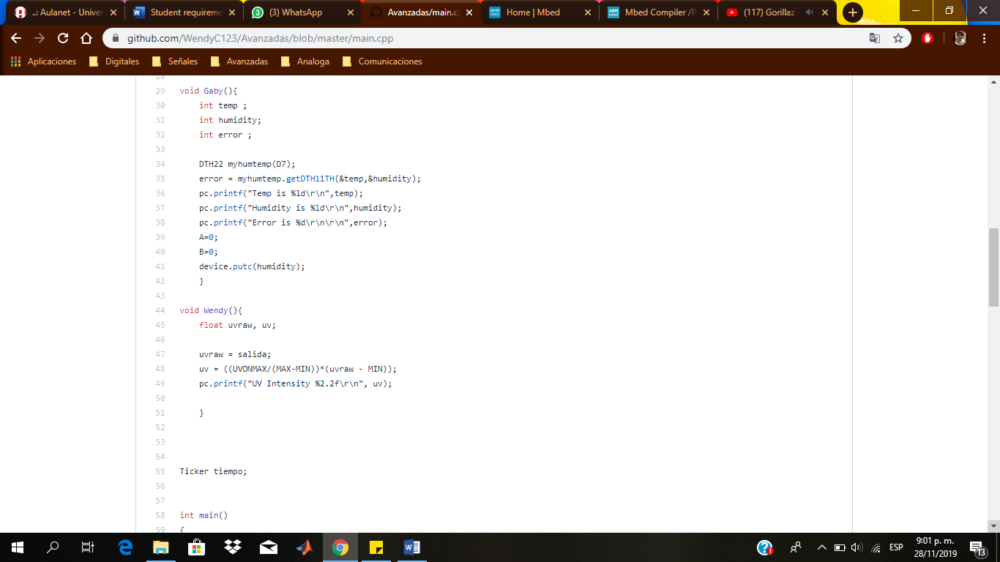 ..: Aulanet - Univer
Student requireme
(3) WhatsApp
Avanzadas/main.cp
Home | Mbed
Mbed Compiler /P
(117) Gorillaz -
github.com/WendyC123/Avanzadas/blob/master/main.cpp
Aplicaciones Digitales Señales Avanzadas Analoga Comunicaciones
28
29 void Gaby(){
30 int temp ;
31 int humidity;
32 int error ;
33
34 DTH22 myhumtemp(D7);
35 error = myhumtemp.getDTH11TH(&temp,&humidity);
36 pc.printf("Temp is %ld\r\n",temp);
37 pc.printf("Humidity is %ld\r\n",humidity);
38 pc.printf("Error is %d\r\n\r\n",error);
39 A=0;
40 B=0;
41 device.putc(humidity);
42 }
43
44 void Wendy(){
45 float uvraw, uv;
46
47 uvraw = salida;
48 uv = ((UVONMAX/(MAX-MIN))*(uvraw - MIN));
49 pc.printf("UV Intensity %2.2f\r\n", uv);
50
51 }
52
53
54
55 Ticker tiempo;
56
57
58 int main()
59 {
ESP
9:01 p. m.
28/11/2019
13